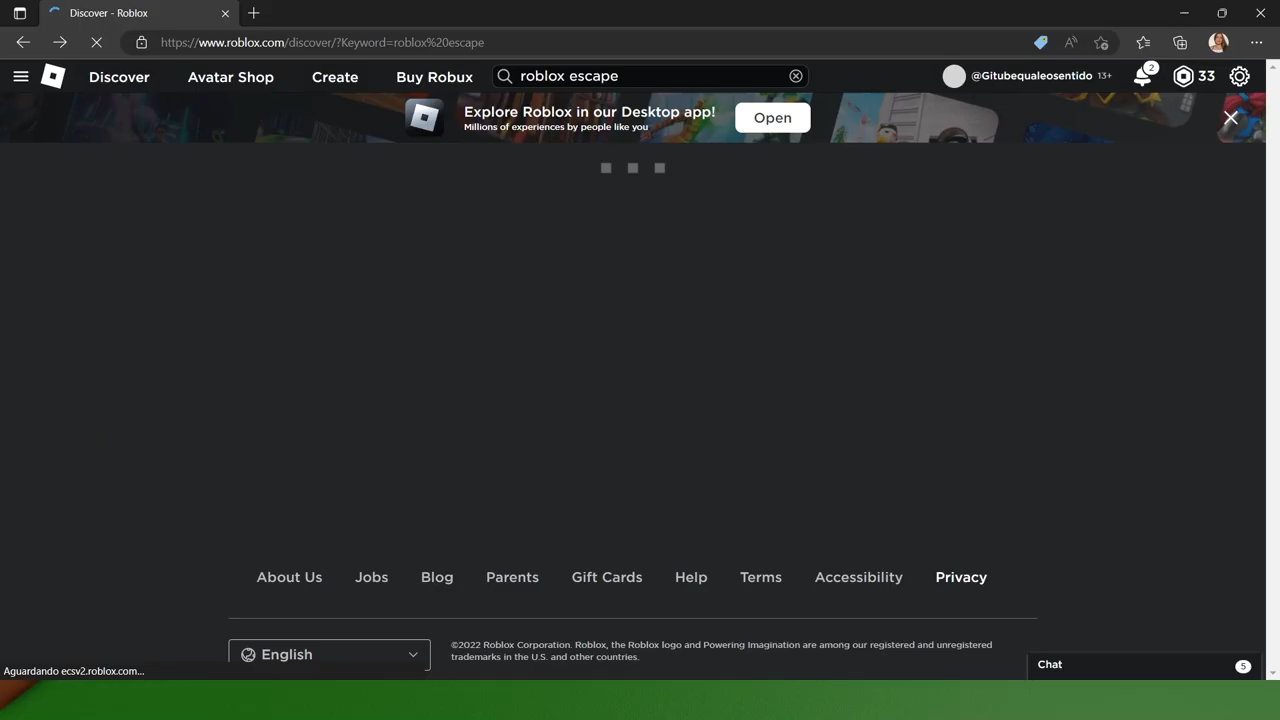 Discover - Roblox
https://www.roblox.com/discover/?Keyword=roblox%20escape
Discover Avatar Shop Create Buy Robux roblox escape @Gitubequaleosentido 13+ 2 33
Explore Roblox in our Desktop app!
Millions of experiences by people like you
Open
About Us Jobs Blog Parents Gift Cards Help Terms Accessibility Privacy
English
©2022 Roblox Corporation. Roblox, the Roblox logo and Powering Imagination are among our registered and unregistered
trademarks in the U.S. and other countries.
Chat 5
Aguardando ecsv2.roblox.com...